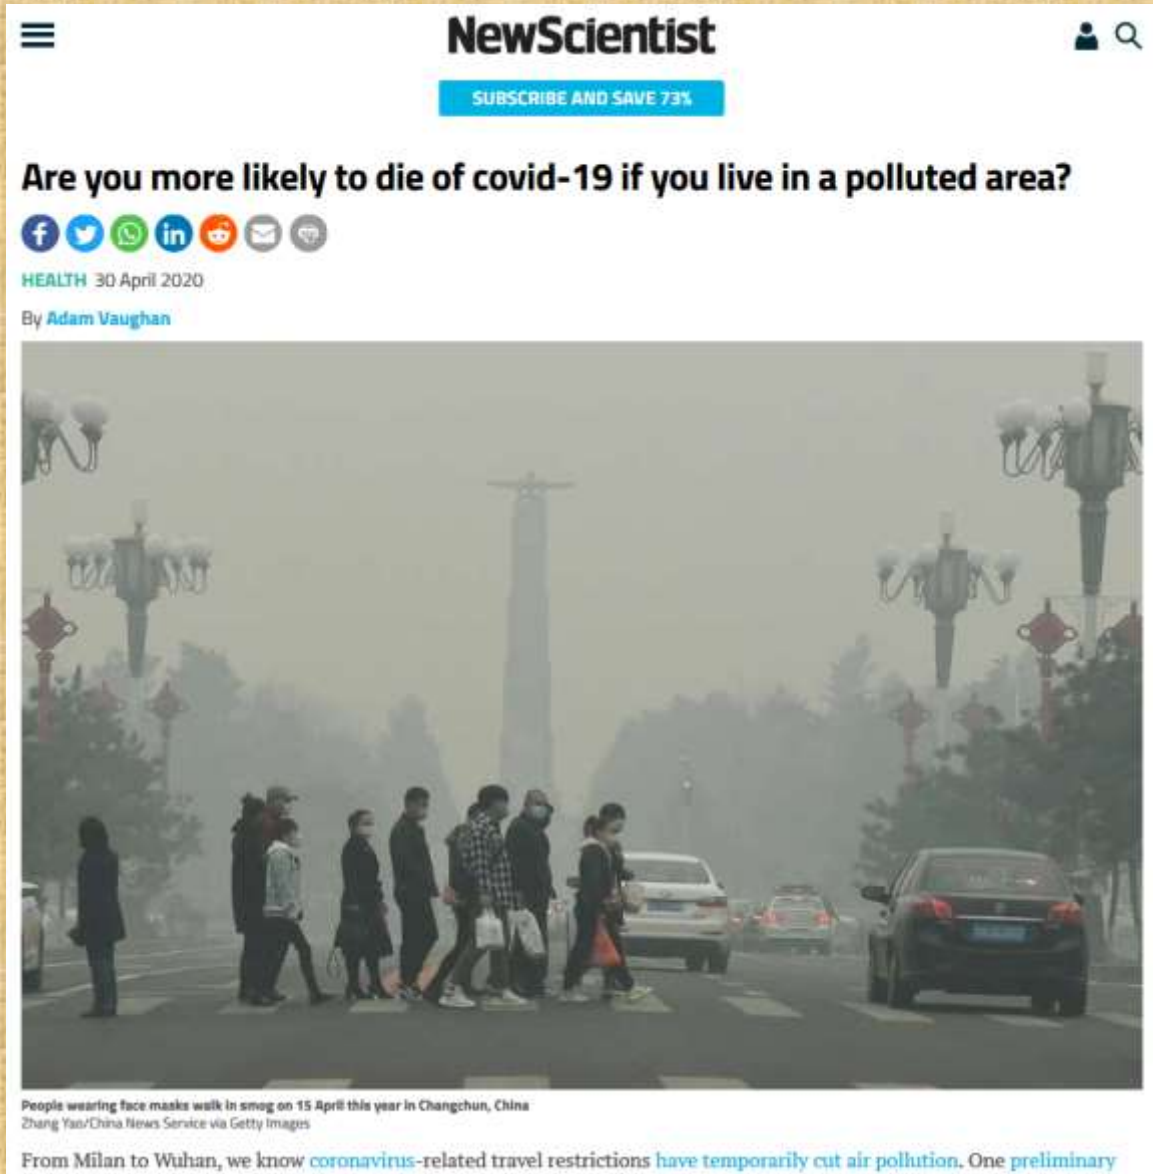 NewScientist
SUBSCRIBE AND SAVE 73%
Are you more likely to die of covid-19 if you live in a polluted area?
HEALTH 30 April 2020
By Adam Vaughan
People wearing face masks walk in smog on 15 April this year in Changchun, China
Zhang Yao/China News Service via Getty Images
From Milan to Wuhan, we know coronavirus-related travel restrictions have temporarily cut air pollution. One preliminary